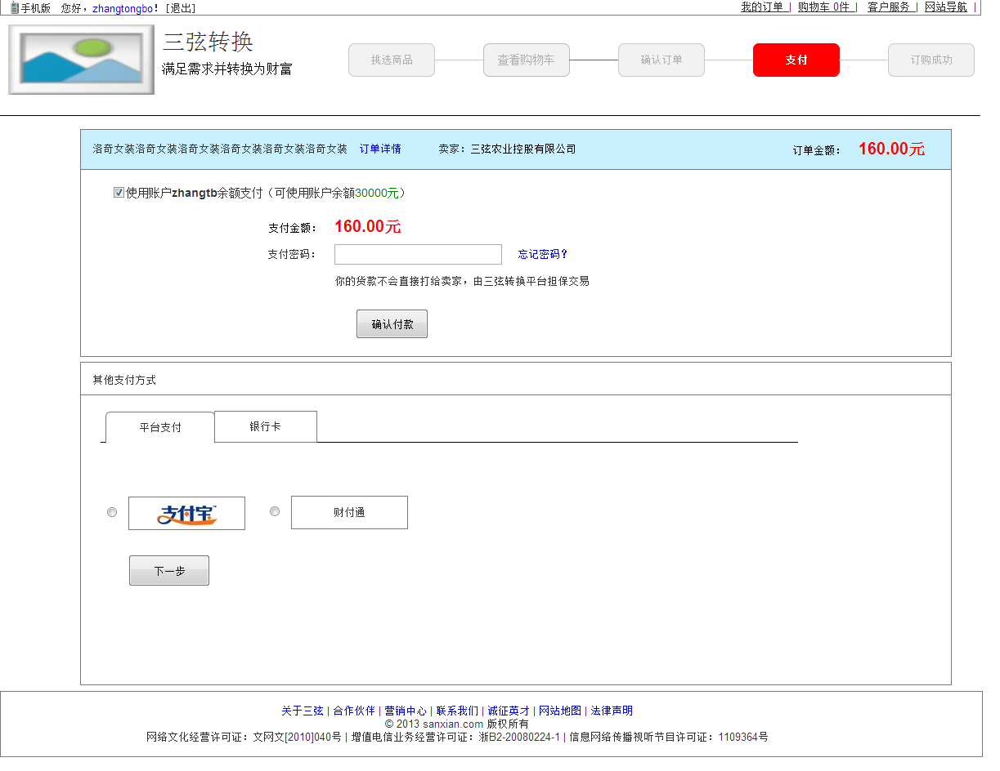 手机版 您好，zhangtongbo！ [退出] 我的订单 | 购物车 0件 | 客户服务 | 网站导航 |
三弦转换
满足需求并转换为财富
挑选商品 查看购物车 确认订单 支付 订购成功
洛奇女装洛奇女装洛奇女装洛奇女装洛奇女装洛奇女装 订单详情 卖家：三弦农业控股有限公司 订单金额： 160.00元
使用账户zhangtb余额支付（可使用账户余额30000元）
支付金额： 160.00元
支付密码： 忘记密码？
你的货款不会直接打给卖家，由三弦转换平台担保交易
确认付款
其他支付方式
平台支付 银行卡
支付宝™ 财付通
下一步
关于三弦 | 合作伙伴 | 营销中心 | 联系我们 | 诚征英才 | 网站地图 | 法律声明
© 2013 sanxian.com 版权所有
网络文化经营许可证：文网文[2010]040号 | 增值电信业务经营许可证：浙B2-20080224-1 | 信息网络传播视听节目许可证：1109364号